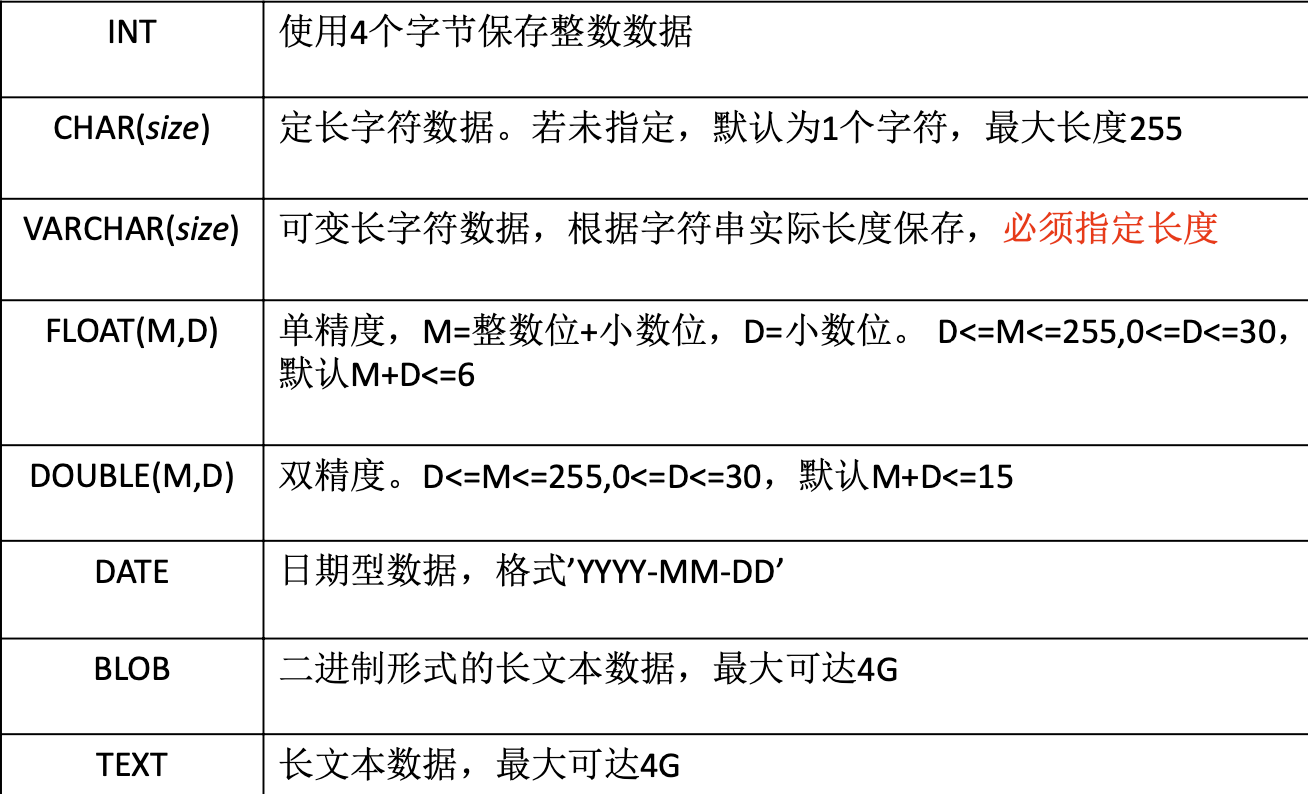 INT 使用4个字节保存整数数据
CHAR(size) 定长字符数据。若未指定，默认为1个字符，最大长度255
VARCHAR(size) 可变长字符数据，根据字符串实际长度保存，必须指定长度
FLOAT(M,D) 单精度，M=整数位+小数位，D=小数位。 D<=M<=255,0<=D<=30，
默认M+D<=6
DOUBLE(M,D) 双精度。D<=M<=255,0<=D<=30，默认M+D<=15
DATE 日期型数据，格式’YYYY-MM-DD’
BLOB 二进制形式的长文本数据，最大可达4G
TEXT 长文本数据，最大可达4G